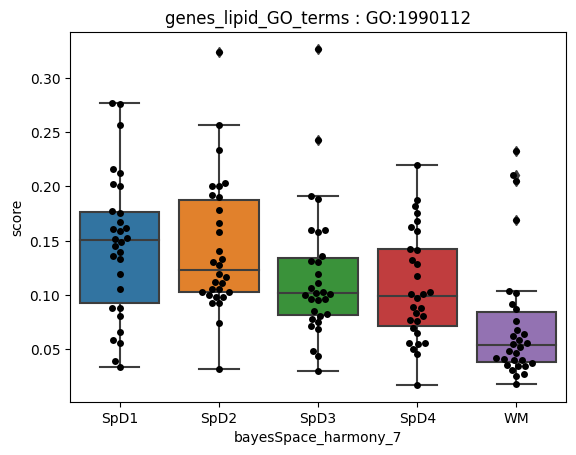 genes_lipid_GO_terms : GO:1990112
0.30
0.25
0.20
0.15
0.10
0.05
score
SpD1 SpD2 SpD3 SpD4 WM
bayesSpace_harmony_7